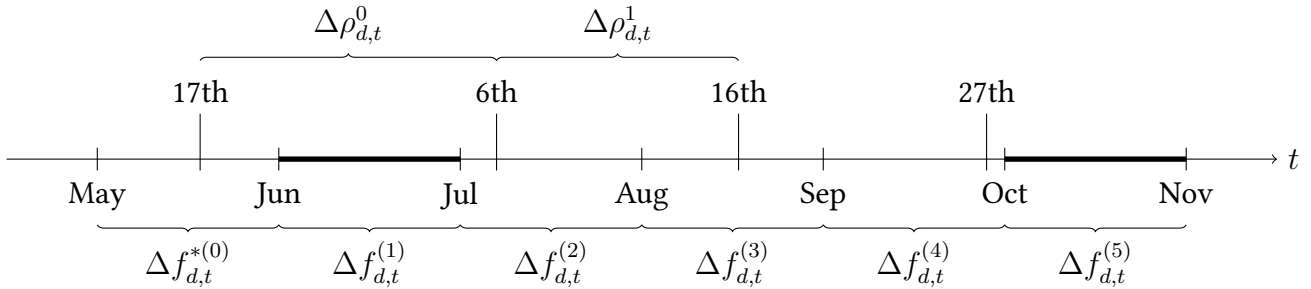 Δρ⁰_{d,t} Δρ¹_{d,t}
17th 6th 16th 27th
t
May Jun Jul Aug Sep Oct Nov
Δf^{*(0)}_{d,t} Δf^{(1)}_{d,t} Δf^{(2)}_{d,t} Δf^{(3)}_{d,t} Δf^{(4)}_{d,t} Δf^{(5)}_{d,t}